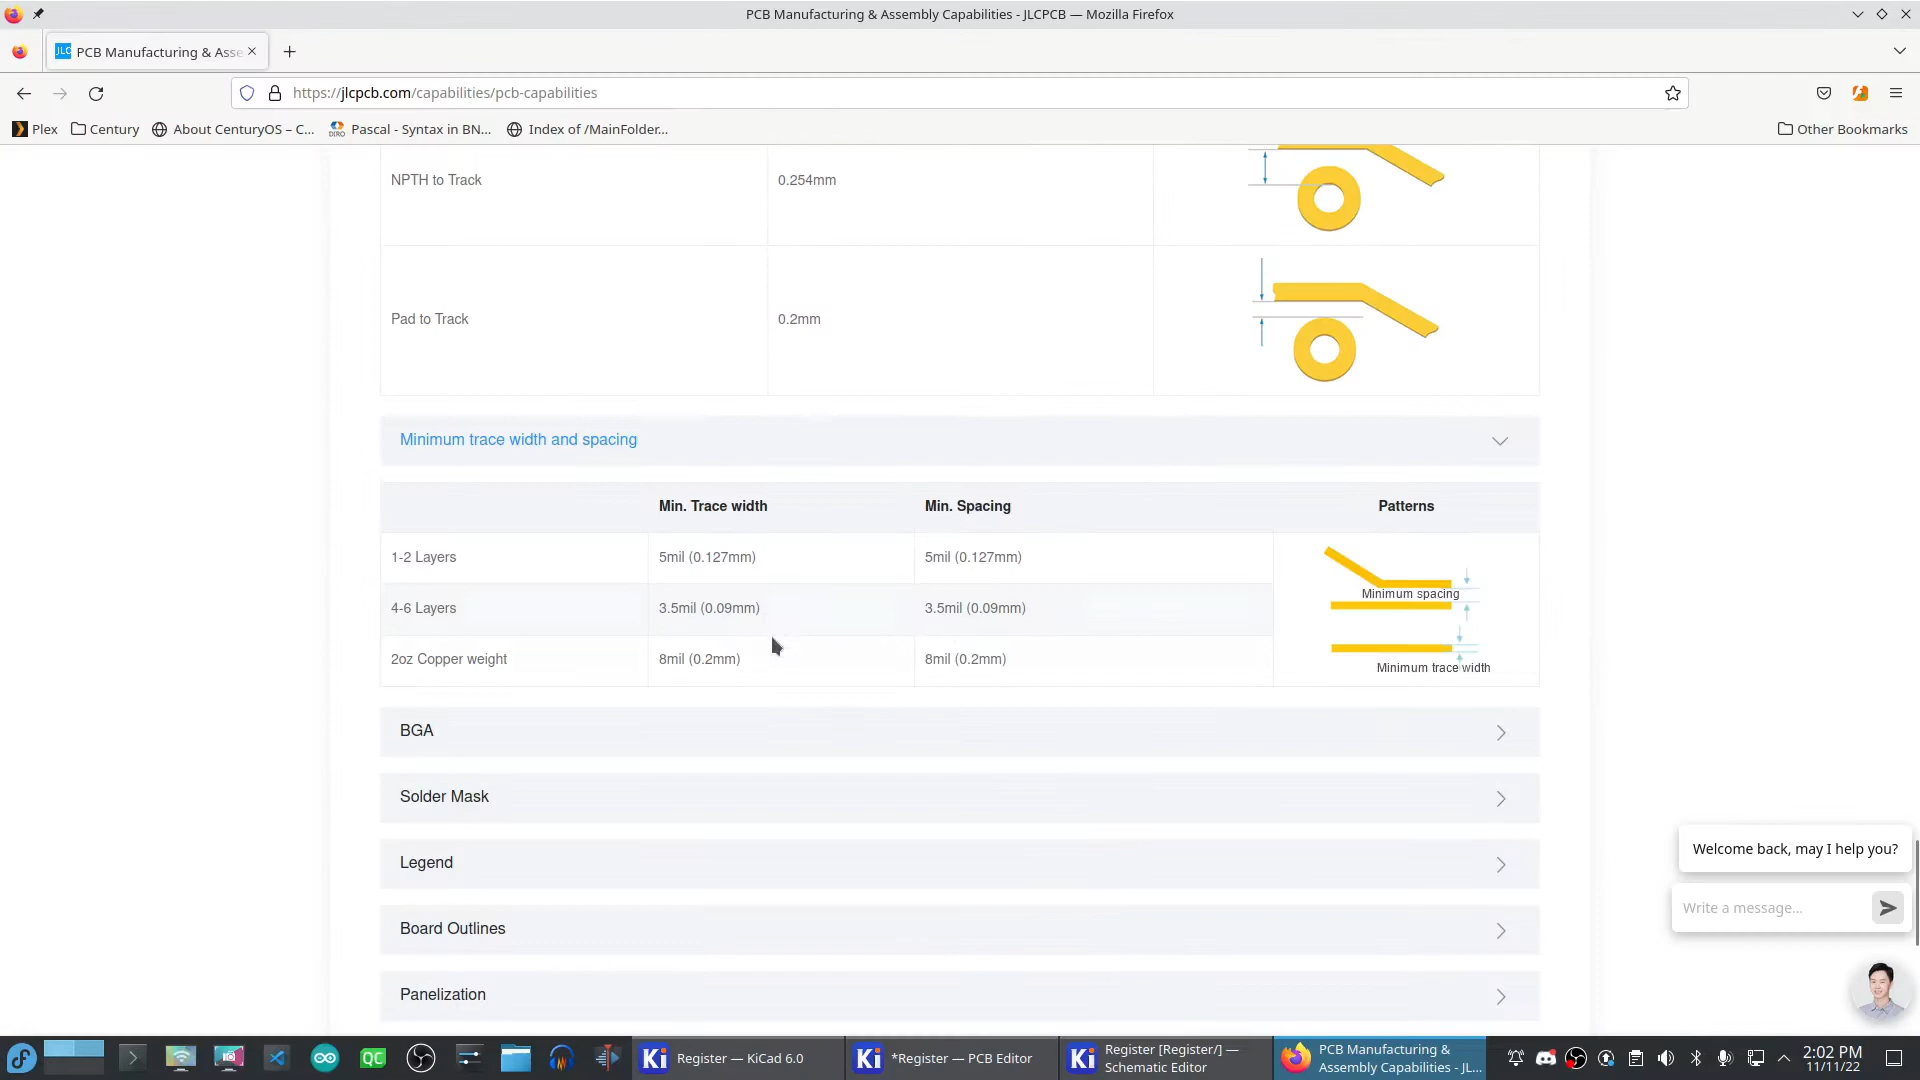 PCB Manufacturing & Assembly Capabilities - JLCPCB — Mozilla Firefox
JLC PCB Manufacturing & Asse
https://jlcpcb.com/capabilities/pcb-capabilities
Plex
Century
About CenturyOS – C...
Pascal - Syntax in BN...
Index of /MainFolder...
Other Bookmarks
NPTH to Track
0.254mm
Pad to Track
0.2mm
Minimum trace width and spacing
Min. Trace width
Min. Spacing
Patterns
1-2 Layers
5mil (0.127mm)
5mil (0.127mm)
4-6 Layers
3.5mil (0.09mm)
3.5mil (0.09mm)
2oz Copper weight
8mil (0.2mm)
8mil (0.2mm)
Minimum spacing
Minimum trace width
BGA
Solder Mask
Legend
Board Outlines
Panelization
Welcome back, may I help you?
Write a message...
QC
Ki Register — KiCad 6.0
Ki *Register — PCB Editor
Ki Register [Register/] —
Schematic Editor
PCB Manufacturing &
Assembly Capabilities - JL...
2:02 PM
11/11/22